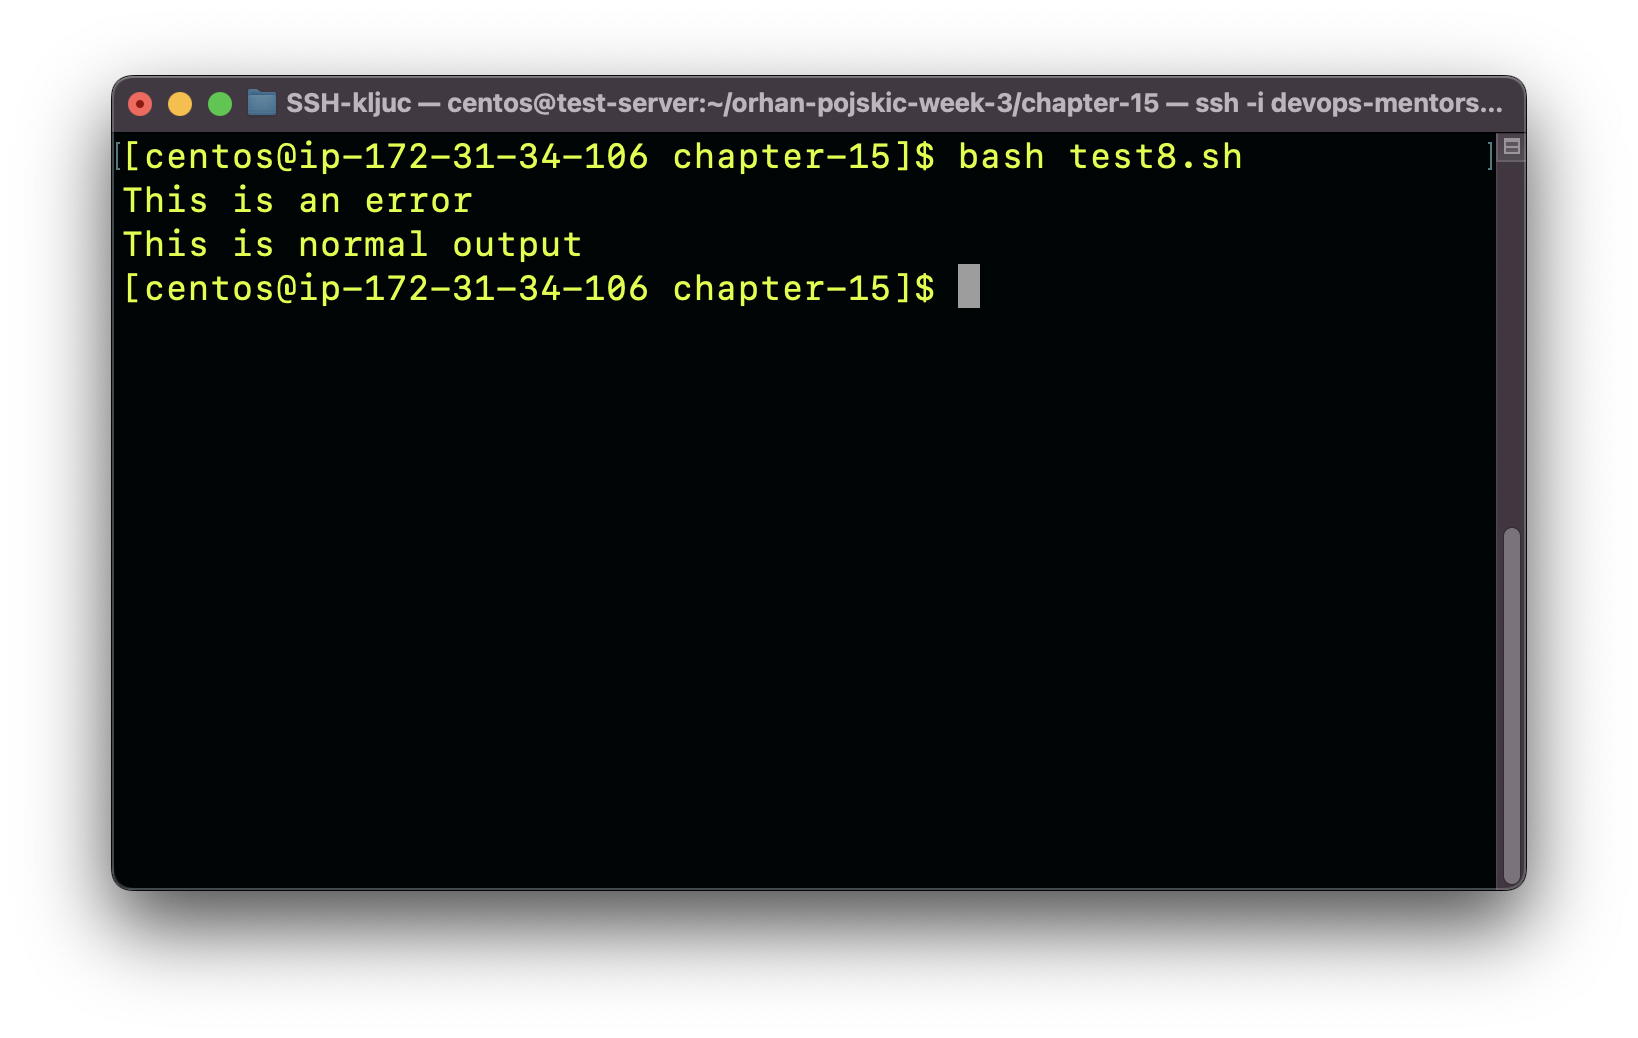 SSH-kljuc — centos@test-server:~/orhan-pojskic-week-3/chapter-15 — ssh -i devops-mentors...
[centos@ip-172-31-34-106 chapter-15]$ bash test8.sh
This is an error
This is normal output
[centos@ip-172-31-34-106 chapter-15]$